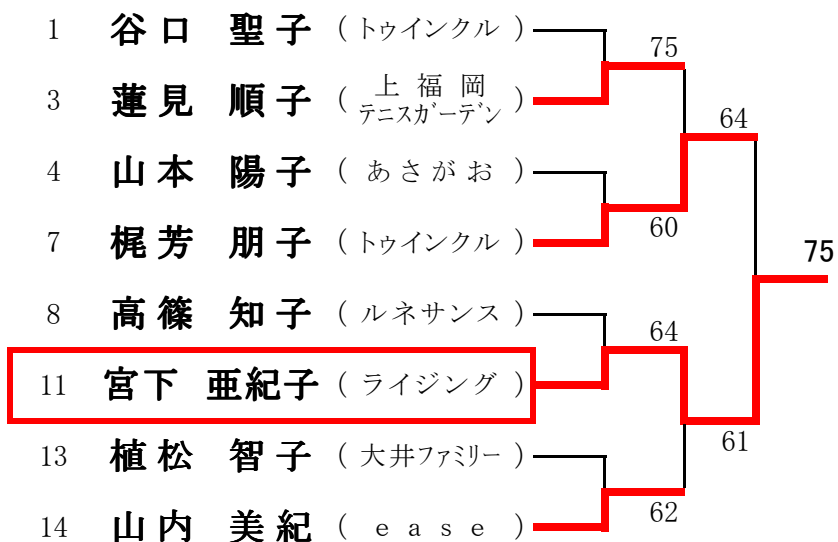 1 谷口 聖子 (トゥインクル) 75
3 蓮見 順子 (上福岡テニスガーデン) 64
4 山本 陽子 (あさがお)
7 梶芳 朋子 (トゥインクル) 60
75
8 高篠 知子 (ルネサンス) 64
11 宮下 亜紀子 (ライジング)
13 植松 智子 (大井ファミリー) 61
14 山内 美紀 (ease) 62